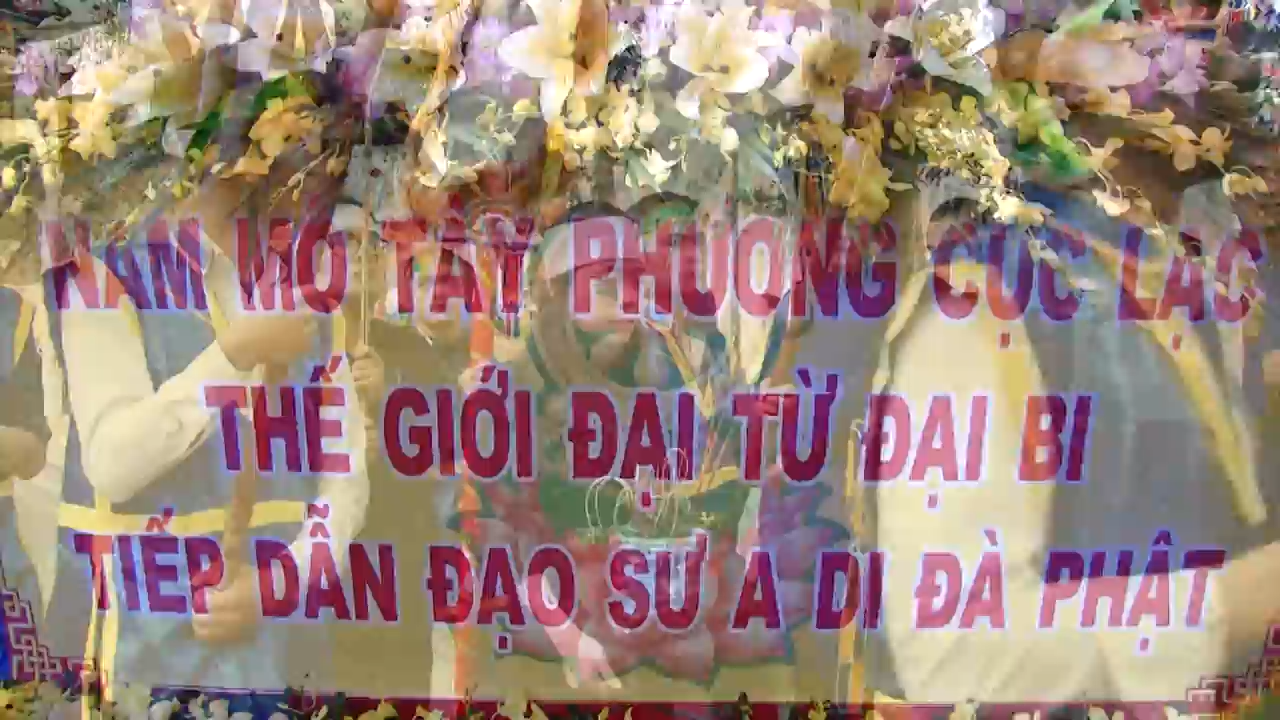 NAM MÔ TÂY PHƯƠNG CỰC LẠC
THẾ GIỚI ĐẠI TỪ ĐẠI BI
TIẾP DẪN ĐẠO SƯ A DI ĐÀ PHẬT